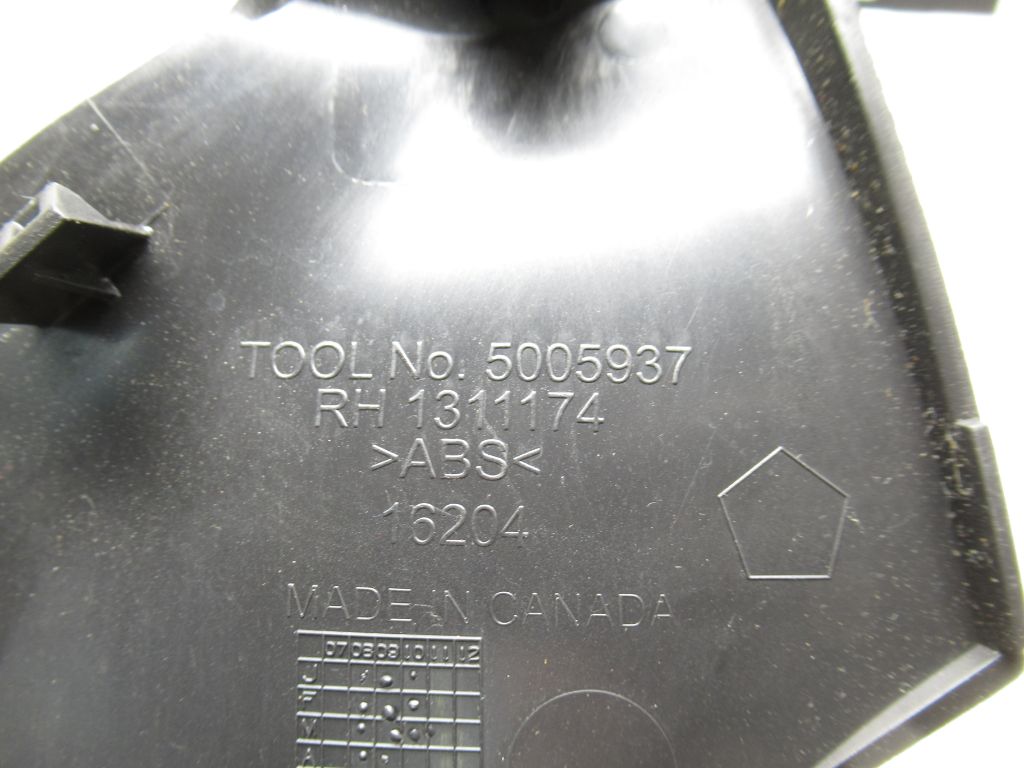 TOOL No. 5005937
RH 1311174
>ABS<
16204
MADE IN CANADA
07 08 09 10 11 12
J
F
M
A